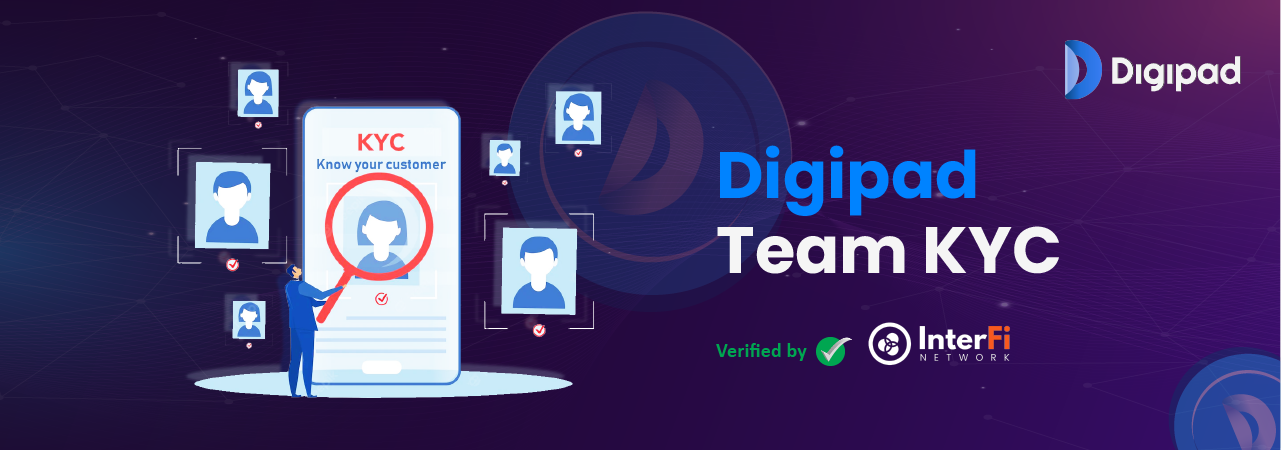 Digipad
KYC
Know your customer
Digipad
Team KYC
Verified by
InterFi
NETWORK